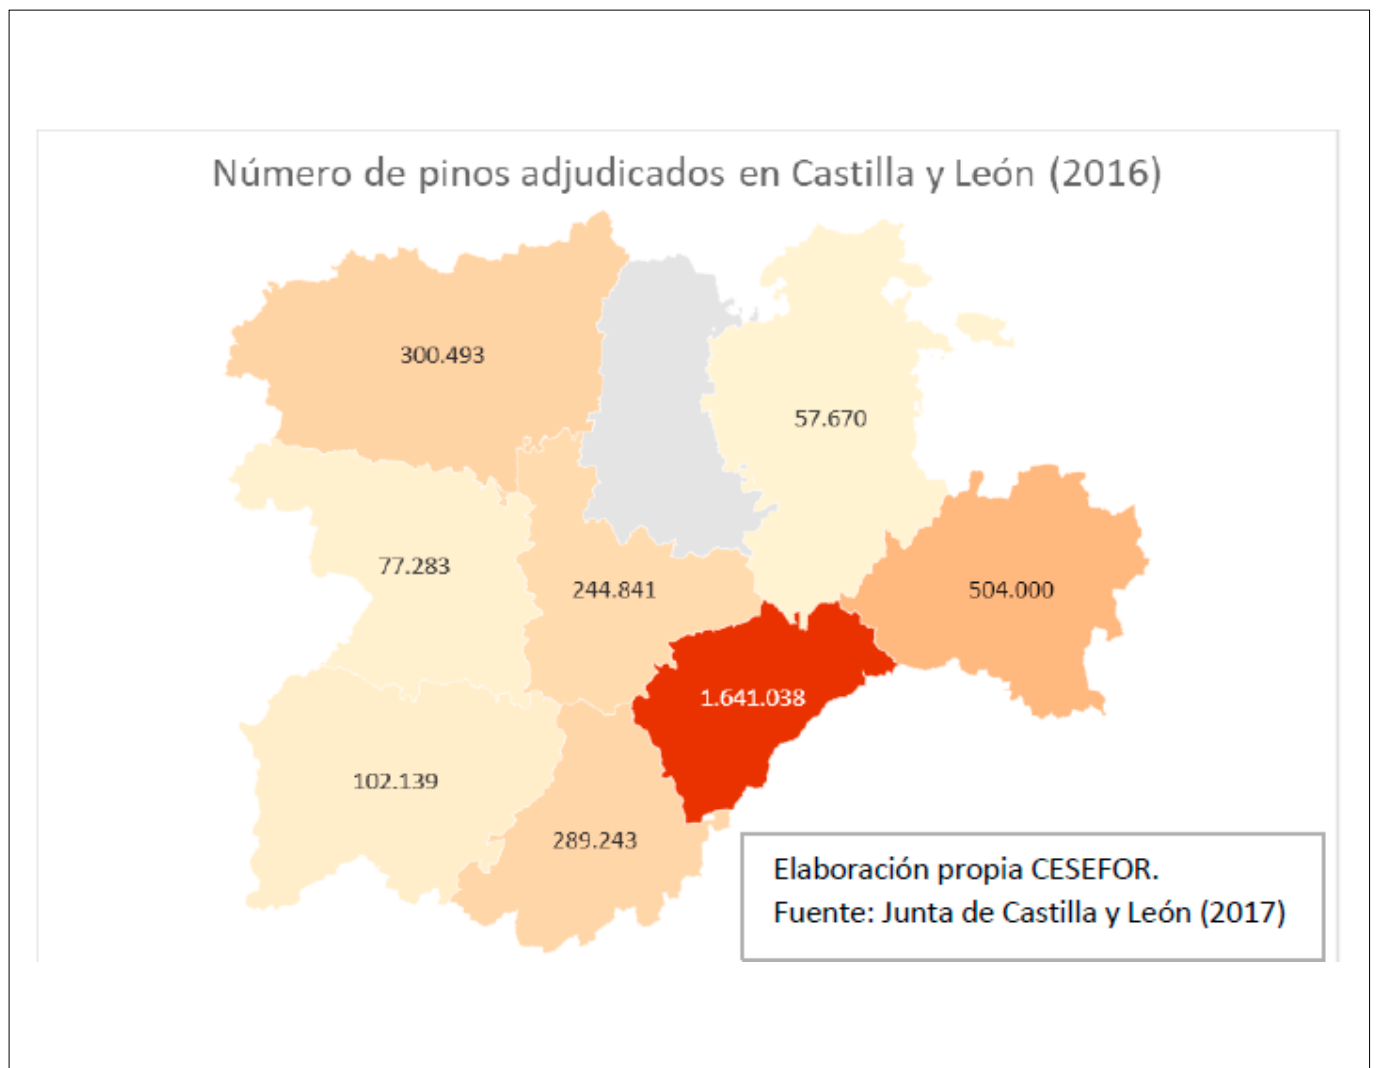 Número de pinos adjudicados en Castilla y León (2016)
300.493
57.670
77.283
244.841
504.000
1.641.038
102.139
289.243
Elaboración propia CESEFOR.
Fuente: Junta de Castilla y León (2017)